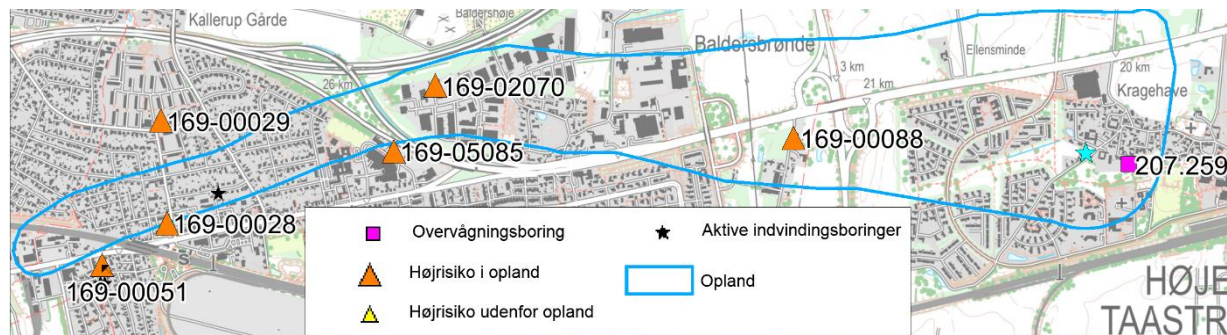 Kallerup Gårde
Baldershøje
Baldersbrønde
Ellensminde
3 km
26 km
21 km
20 km
Kragehave
169-02070
169-00029
169-05085
169-00088
207.259
169-00028
169-00051
S
HØJE
TAASTR
Overvågningsboring
Aktive indvindingsboringer
Højrisiko i opland
Opland
Højrisiko udenfor opland